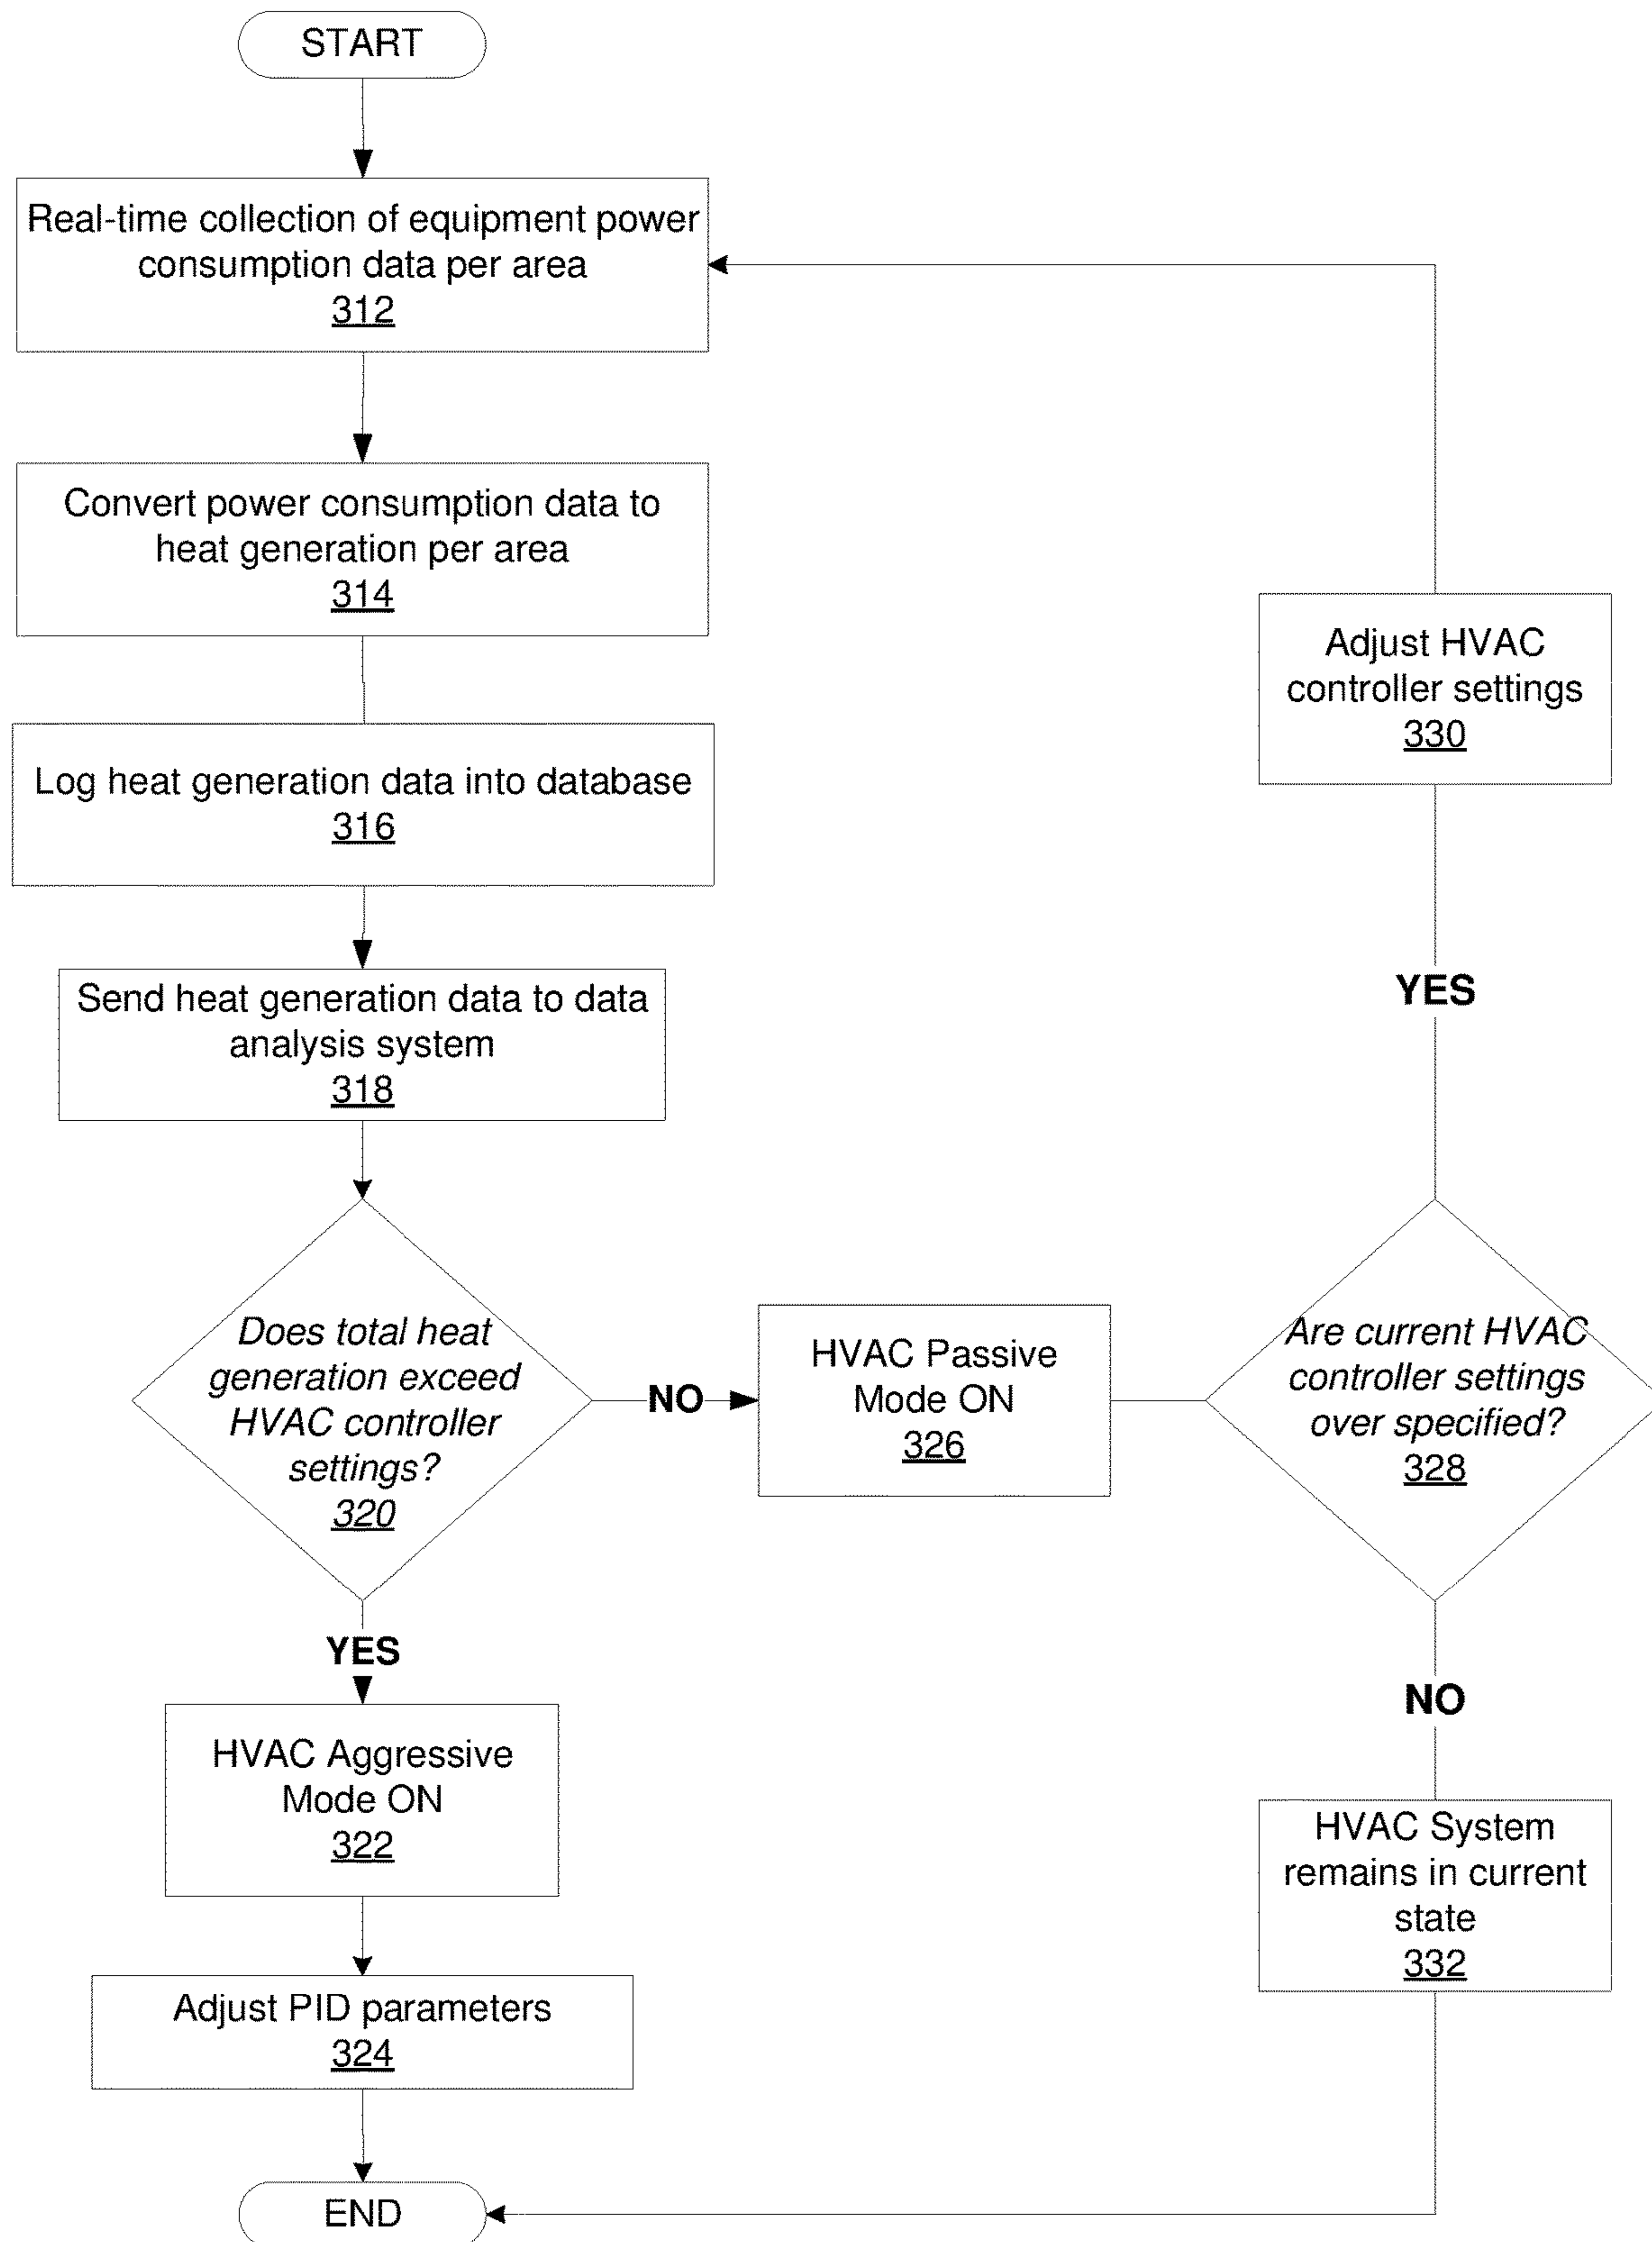 START
Real-time collection of equipment power
consumption data per area
312
Convert power consumption data to
heat generation per area
314
Log heat generation data into database
316
Send heat generation data to data
analysis system
318
Does total heat
generation exceed
HVAC controller
settings?
320
NO
HVAC Passive
Mode ON
326
Are current HVAC
controller settings
over specified?
328
YES
Adjust HVAC
controller settings
330
NO
HVAC System
remains in current
state
332
YES
HVAC Aggressive
Mode ON
322
Adjust PID parameters
324
END